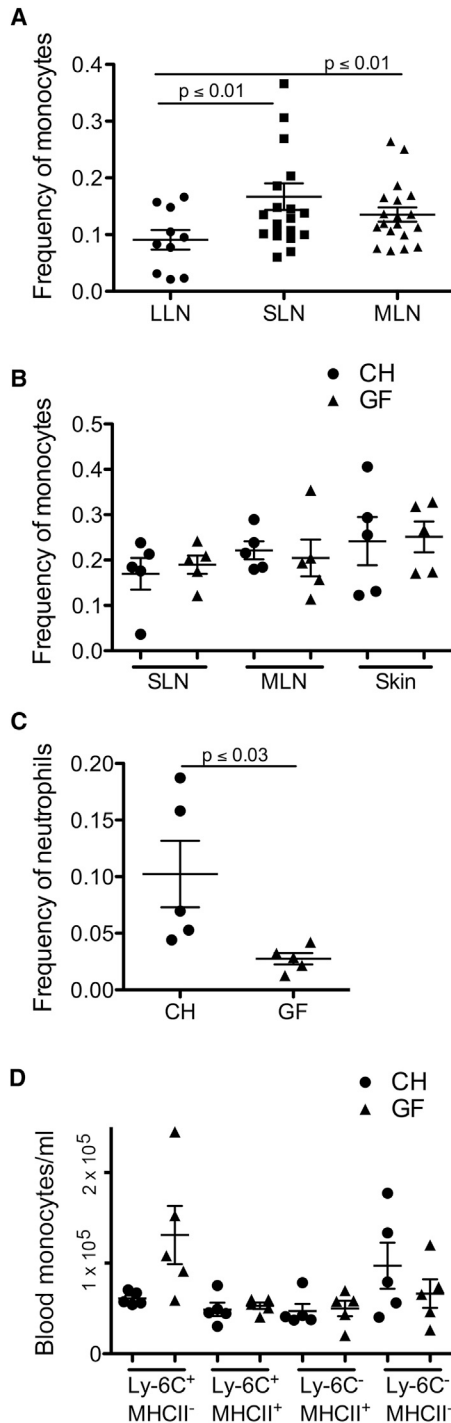 A
Frequency of monocytes
0.4
0.3
0.2
0.1
0.0
p ≤ 0.01
p ≤ 0.01
LLN SLN MLN
B
● CH
▲ GF
Frequency of monocytes
0.5
0.4
0.3
0.2
0.1
0.0
SLN MLN Skin
C
Frequency of neutrophils
0.20
0.15
0.10
0.05
0.00
p ≤ 0.03
CH GF
D
● CH
▲ GF
Blood monocytes/ml
2 x 10⁵
1 x 10⁵
0
Ly-6C⁺ Ly-6C⁺ Ly-6C⁻ Ly-6C⁻
MHCII⁻ MHCII⁺ MHCII⁺ MHCII⁻